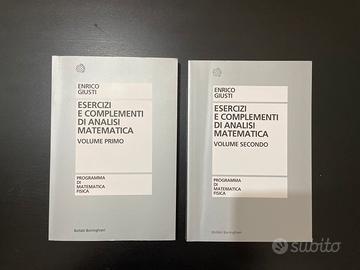 ENRICO
GIUSTI
ESERCIZI
E COMPLEMENTI
DI ANALISI
MATEMATICA
VOLUME PRIMO
PROGRAMMA
DI
MATEMATICA
FISICA
Bollati Boringhieri
ENRICO
GIUSTI
ESERCIZI
E COMPLEMENTI
DI ANALISI
MATEMATICA
VOLUME SECONDO
PROGRAMMA
DI
MATEMATICA
FISICA
Bollati Boringhieri
subito